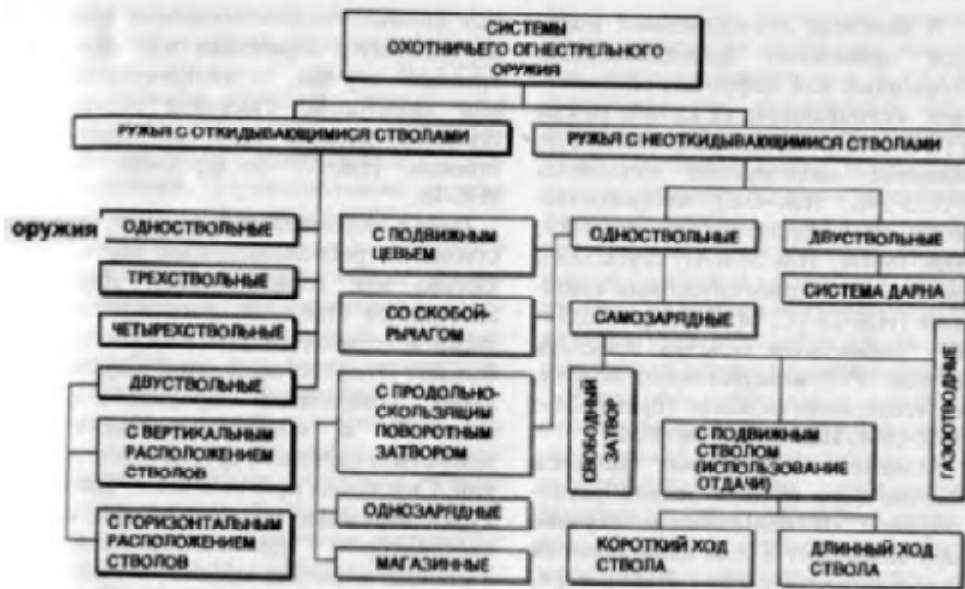 СИСТЕМЫ
ОХОТНИЧЬЕГО ОГНЕСТРЕЛЬНОГО
ОРУЖИЯ
РУЖЬЯ С ОТКИДЫВАЮЩИМИСЯ СТВОЛАМИ
РУЖЬЯ С НЕОТКИДЫВАЮЩИМИСЯ СТВОЛАМИ
оружия
ОДНОСТВОЛЬНЫЕ
ТРЕХСТВОЛЬНЫЕ
ЧЕТЫРЕХСТВОЛЬНЫЕ
ДВУСТВОЛЬНЫЕ
С ВЕРТИКАЛЬНЫМ
РАСПОЛОЖЕНИЕМ
СТВОЛОВ
С ГОРИЗОНТАЛЬНЫМ
РАСПОЛОЖЕНИЕМ
СТВОЛОВ
С ПОДВИЖНЫМ
ЦЕВЬЕМ
СО СКОБОЙ-
РЫЧАГОМ
С ПРОДОЛЬНО-
СКОЛЬЗЯЩИМ
ПОВОРОТНЫМ
ЗАТВОРОМ
ОДНОЗАРЯДНЫЕ
МАГАЗИННЫЕ
ОДНОСТВОЛЬНЫЕ
ДВУСТВОЛЬНЫЕ
СИСТЕМА ДАРНА
САМОЗАРЯДНЫЕ
СВОБОДНЫЙ
ЗАТВОР
С ПОДВИЖНЫМ
СТВОЛОМ
(ИСПОЛЬЗОВАНИЕ
ОТДАЧИ)
ГАЗООТВОДНЫЕ
КОРОТКИЙ ХОД
СТВОЛА
ДЛИННЫЙ ХОД
СТВОЛА